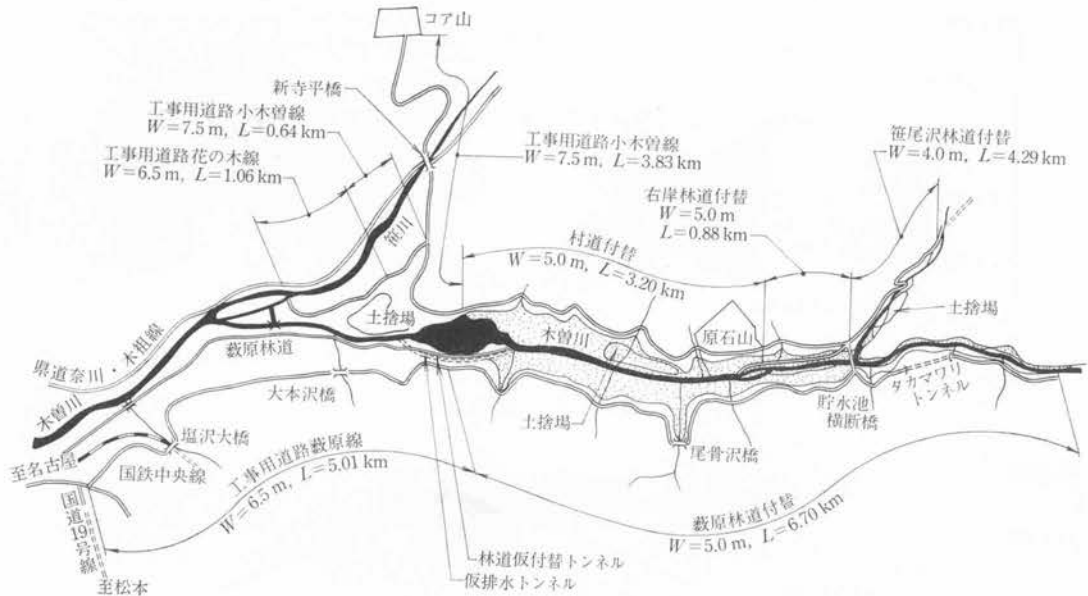 コア山
新寺平橋
工事用道路小木曽線
W=7.5 m, L=0.64 km
工事用道路花の木線
W=6.5 m, L=1.06 km
工事用道路小木曽線
W=7.5 m, L=3.83 km
笹尾沢林道付替
W=4.0 m, L=4.29 km
右岸林道付替
W=5.0 m
L=0.88 km
村道付替
W=5.0 m, L=3.20 km
笹川
土捨場
木曽川
原石山
土捨場
県道奈川・木祖線
藪原林道
大本沢橋
木曽川
塩沢大橋
土捨場
尾骨沢橋
貯水池
横断橋
タカマワリ
トンネル
至名古屋
国鉄中央線
工事用道路藪原線
W=6.5 m, L=5.01 km
藪原林道付替
W=5.0 m, L=6.70 km
国道19号線
林道仮付替トンネル
仮排水トンネル
至松本